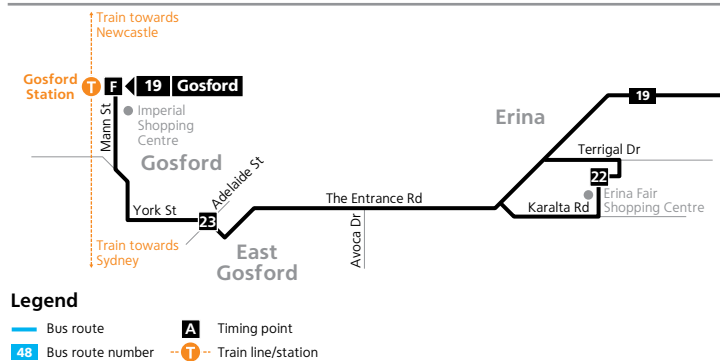 Train towards
Newcastle
Gosford
Station
T
F
19 Gosford
Mann St
Imperial
Shopping
Centre
Gosford
Adelaide St
York St
23
Train towards
Sydney
East
Gosford
The Entrance Rd
Avoca Dr
Erina
19
Terrigal Dr
22
Karalta Rd
Erina Fair
Shopping Centre
Legend
Bus route
A Timing point
48 Bus route number
T Train line/station